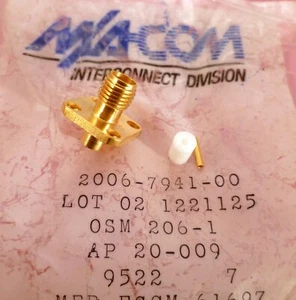 M/A-COM
INTERCONNECT DIVISION
2006-7941-00
LOT 02 1221125
OSM 206-1
AP 20-009
9522 7